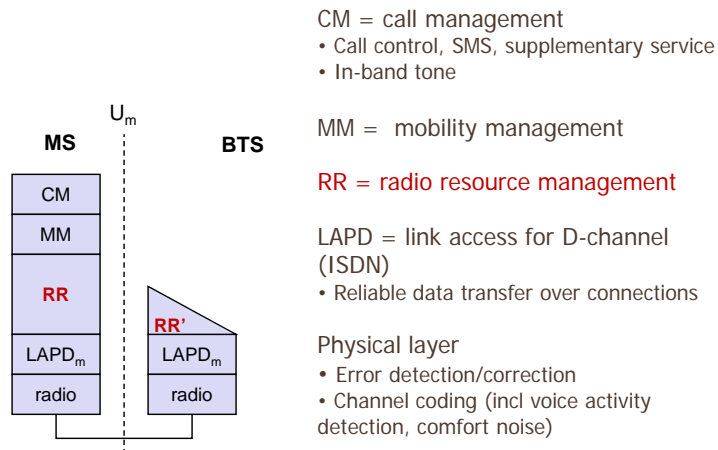 CM = call management
• Call control, SMS, supplementary service
• In-band tone
MM = mobility management
RR = radio resource management
LAPD = link access for D-channel
(ISDN)
• Reliable data transfer over connections
Physical layer
• Error detection/correction
• Channel coding (incl voice activity
detection, comfort noise)
Um
MS
BTS
CM
MM
RR
RR’
LAPDm
LAPDm
radio
radio